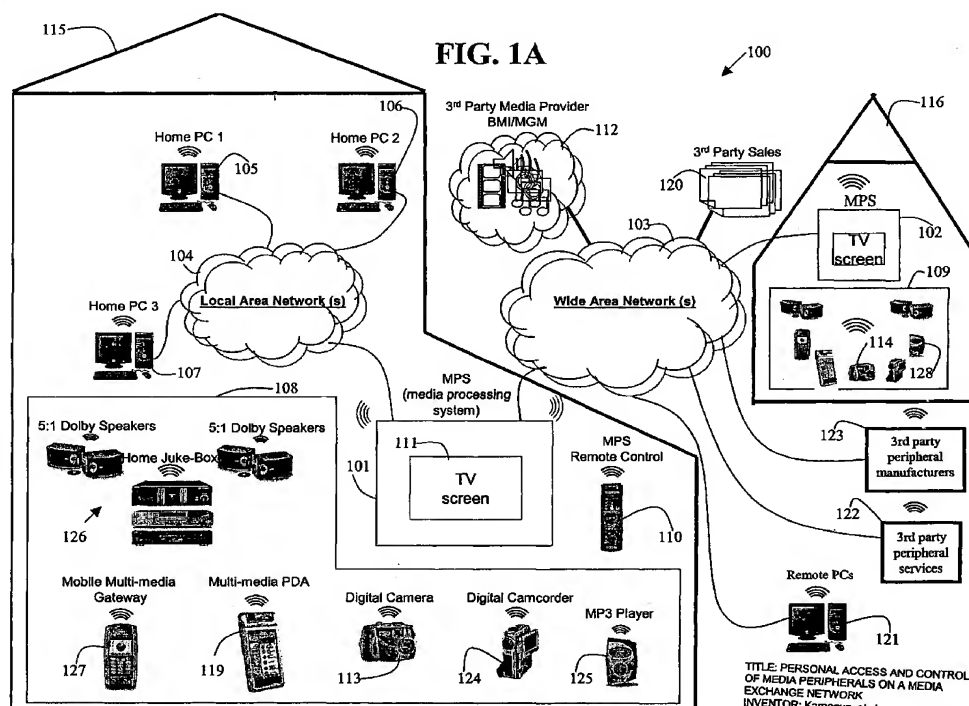 FIG. 1A
115
100
3rd Party Media Provider
BMI/MGM
112
106
116
Home PC 1
Home PC 2
105
3rd Party Sales
120
MPS
102
TV
screen
104
103
109
Local Area Network (s)
Wide Area Network (s)
114
128
Home PC 3
107
108
MPS
(media processing
system)
5:1 Dolby Speakers
5:1 Dolby Speakers
Home Juke-Box
111
101
TV
screen
MPS
Remote Control
123
3rd party
peripheral
manufacturers
126
110
122
3rd party
peripheral
services
Mobile Multi-media
Gateway
Multi-media PDA
Digital Camera
Digital Camcorder
MP3 Player
Remote PCs
127
119
113
124
125
121
TITLE: PERSONAL ACCESS AND CONTROL
OF MEDIA PERIPHERALS ON A MEDIA
EXCHANGE NETWORK